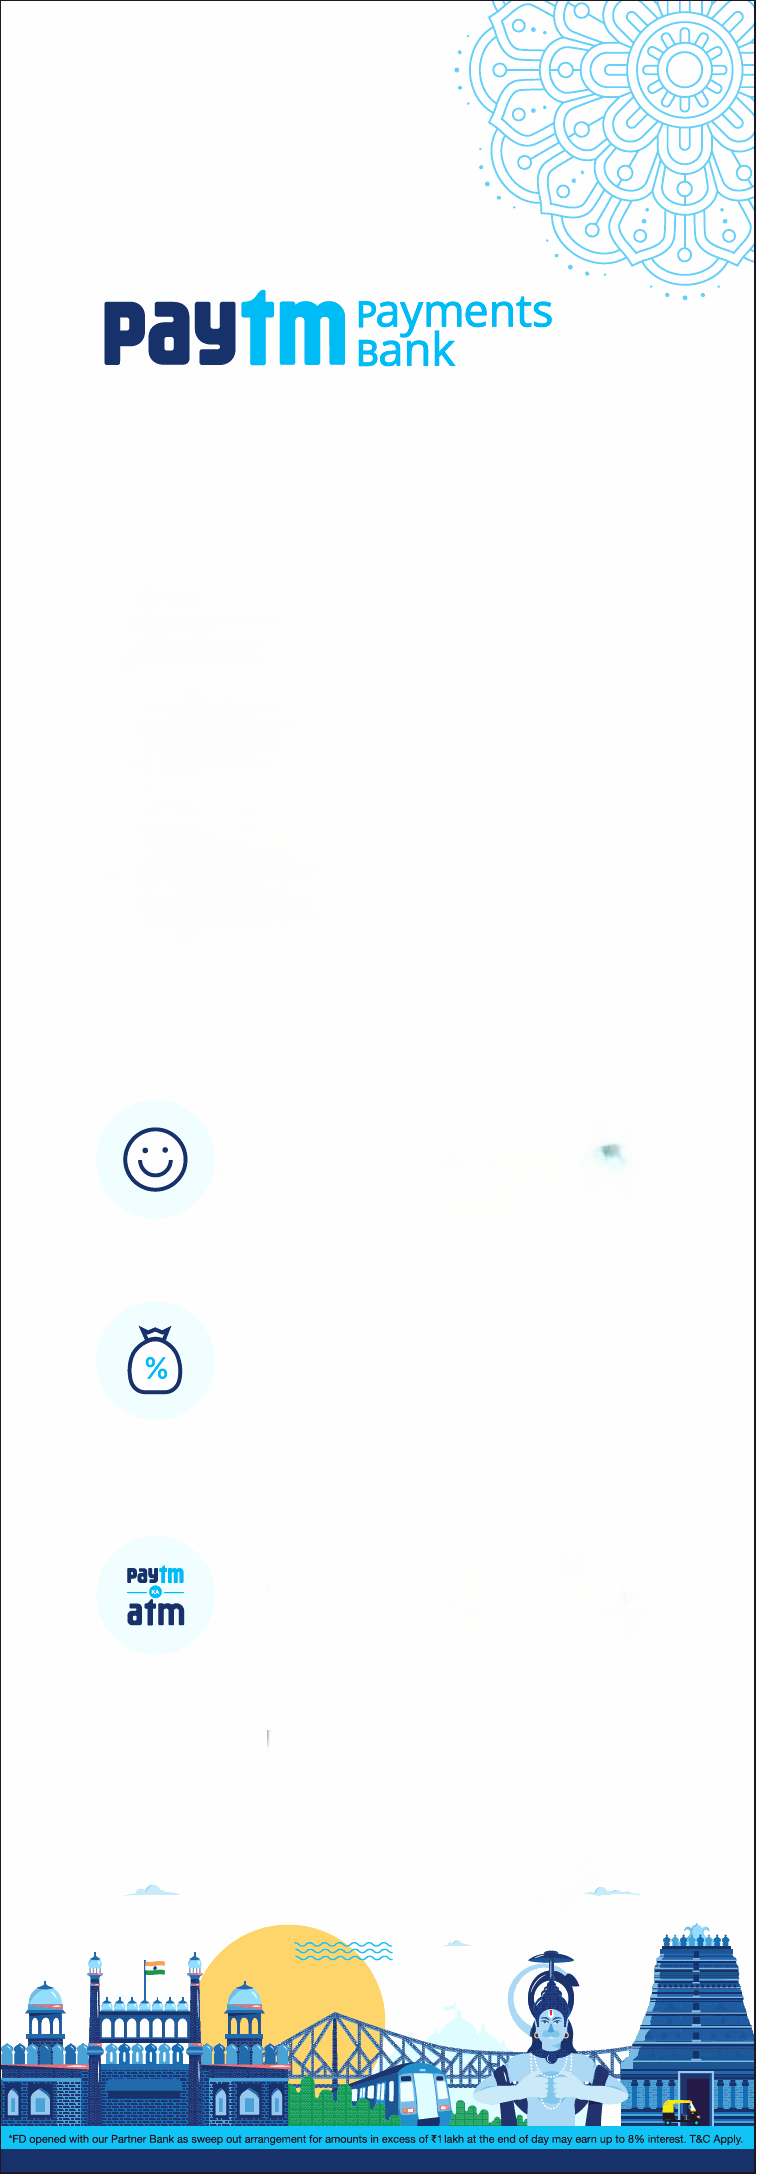 paytm Payments
Bank
%
paytm
KA
atm
*FD opened with our Partner Bank as sweep out arrangement for amounts in excess of ₹1 lakh at the end of day may earn up to 8% interest. T&C Apply.